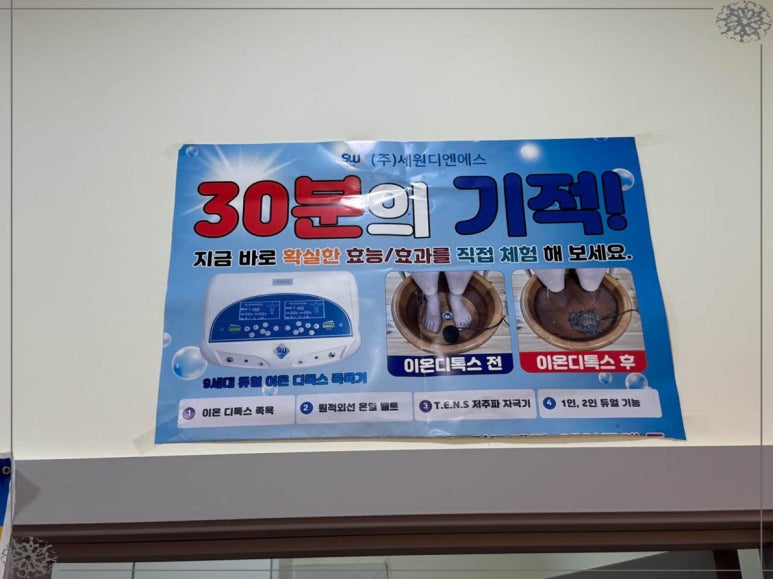 SW (주)세원디엔에스
30분의 기적!
지금 바로 확실한 효능/효과를 직접 체험 해 보세요.
SW
9세대 듀얼 이온 디톡스 족욕기
이온디톡스 전
이온디톡스 후
1 이온 디톡스 족욕
2 원적외선 온열 벨트
3 T.E.N.S 저주파 자극기
4 1인, 2인 듀얼 기능